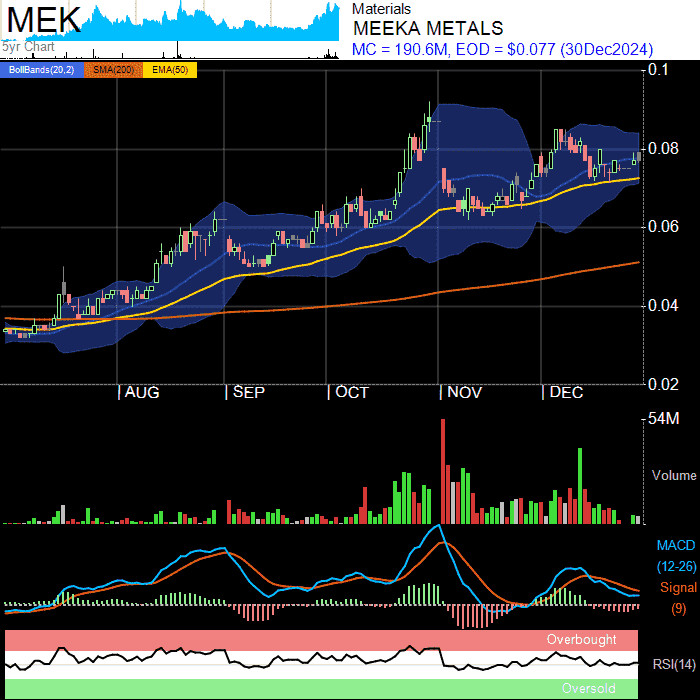 MEK
5yr Chart
Materials
MEEKA METALS
MC = 190.6M, EOD = $0.077 (30Dec2024)
BollBands(20,2) SMA(200) EMA(50)
0.1
0.08
0.06
0.04
0.02
AUG SEP OCT NOV DEC
54M
Volume
MACD
(12-26)
Signal
(9)
Overbought
RSI(14)
Oversold